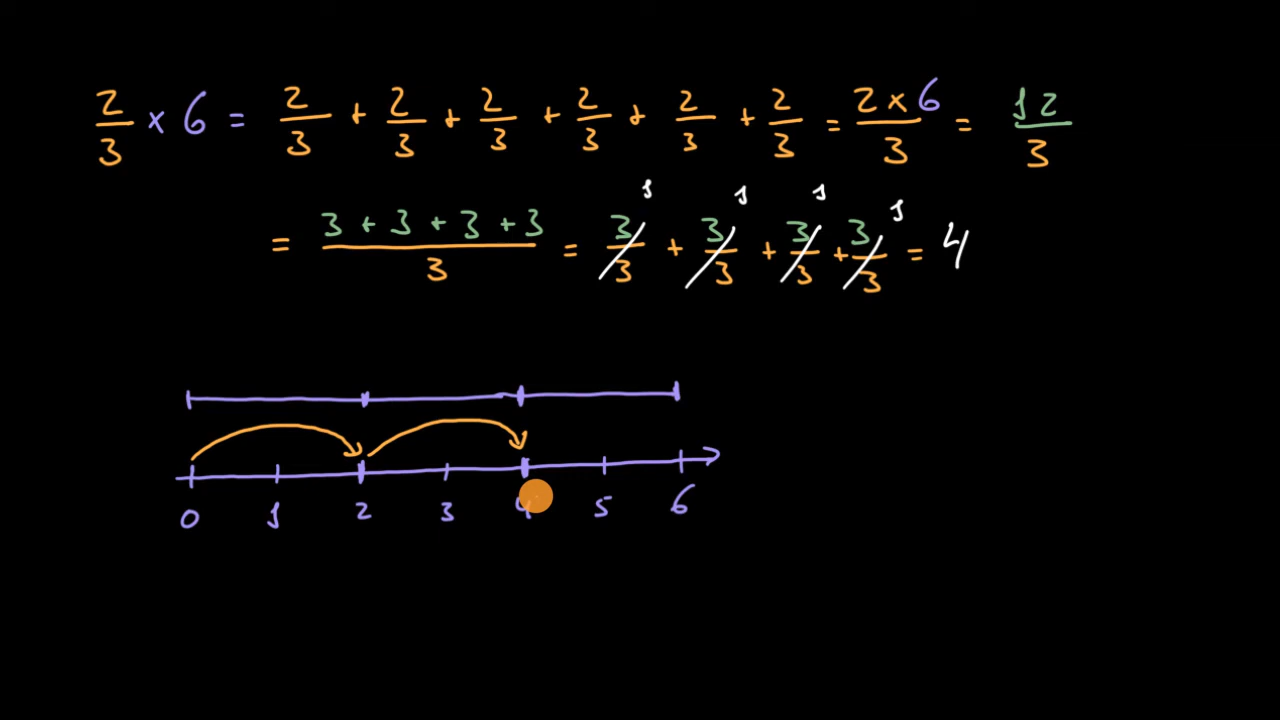 2/3 × 6 = 2/3 + 2/3 + 2/3 + 2/3 + 2/3 + 2/3 = 2 × 6/3 = 12/3
= 3 + 3 + 3 + 3/3 = 3/3 1 + 3/3 1 + 3/3 1 + 3/3 1 = 4
0 1 2 3 4 5 6